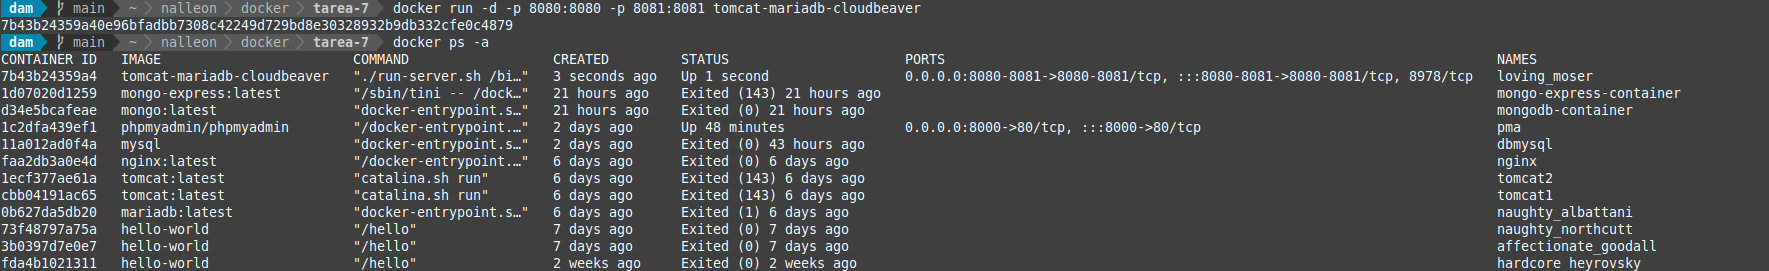 dam main ~ nalleon docker tarea-7 docker run -d -p 8080:8080 -p 8081:8081 tomcat-mariadb-cloudbeaver
7b43b24359a40e96bfadbb7308c42249d729bd8e30328932b9db332cfe0c4879
dam main ~ nalleon docker tarea-7 docker ps -a
CONTAINER ID IMAGE COMMAND CREATED STATUS PORTS NAMES
7b43b24359a4 tomcat-mariadb-cloudbeaver "./run-server.sh /bi…" 3 seconds ago Up 1 second 0.0.0.0:8080-8081->8080-8081/tcp, :::8080-8081->8080-8081/tcp, 8978/tcp loving_moser
1d07020d1259 mongo-express:latest "/sbin/tini -- /dock…" 21 hours ago Exited (143) 21 hours ago mongo-express-container
d34e5bcafeae mongo:latest "docker-entrypoint.s…" 21 hours ago Exited (0) 21 hours ago mongodb-container
1c2dfa439ef1 phpmyadmin/phpmyadmin "/docker-entrypoint.…" 2 days ago Up 48 minutes 0.0.0.0:8000->80/tcp, :::8000->80/tcp pma
11a012ad0f4a mysql "docker-entrypoint.s…" 2 days ago Exited (0) 43 hours ago dbmysql
faa2db3a0e4d nginx:latest "/docker-entrypoint.…" 6 days ago Exited (0) 6 days ago nginx
1ecf377ae61a tomcat:latest "catalina.sh run" 6 days ago Exited (143) 6 days ago tomcat2
cbb04191ac65 tomcat:latest "catalina.sh run" 6 days ago Exited (143) 6 days ago tomcat1
0b627da5db20 mariadb:latest "docker-entrypoint.s…" 6 days ago Exited (1) 6 days ago naughty_albattani
73f48797a75a hello-world "/hello" 7 days ago Exited (0) 7 days ago naughty_northcutt
3b0397d7e0e7 hello-world "/hello" 7 days ago Exited (0) 7 days ago affectionate_goodall
fda4b1021311 hello-world "/hello" 2 weeks ago Exited (0) 2 weeks ago hardcore_heyrovsky